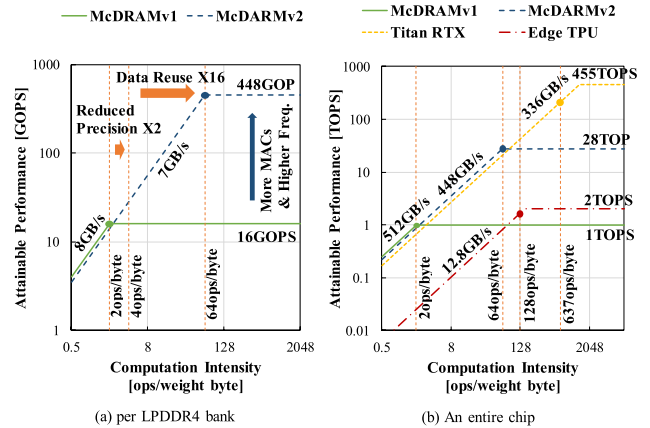 McDRAMv1
McDARMv2
Attainable Performance [GOPS]
1000
100
10
1
Data Reuse X16
448GOP
Reduced
Precision X2
7GB/s
8GB/s
More MACs
& Higher Freq.
16GOPS
2ops/byte
4ops/byte
64ops/byte
0.5
8
128
2048
Computation Intensity
[ops/weight byte]
(a) per LPDDR4 bank
McDRAMv1
McDARMv2
Titan RTX
Edge TPU
Attainable Performance [TOPS]
1000
100
10
1
0.1
0.01
455TOPS
336GB/s
28TOP
448GB/s
512GB/s
2TOPS
12.8GB/s
1TOPS
2ops/byte
64ops/byte
128ops/byte
637ops/byte
0.5
8
128
2048
Computation Intensity
[ops/weight byte]
(b) An entire chip